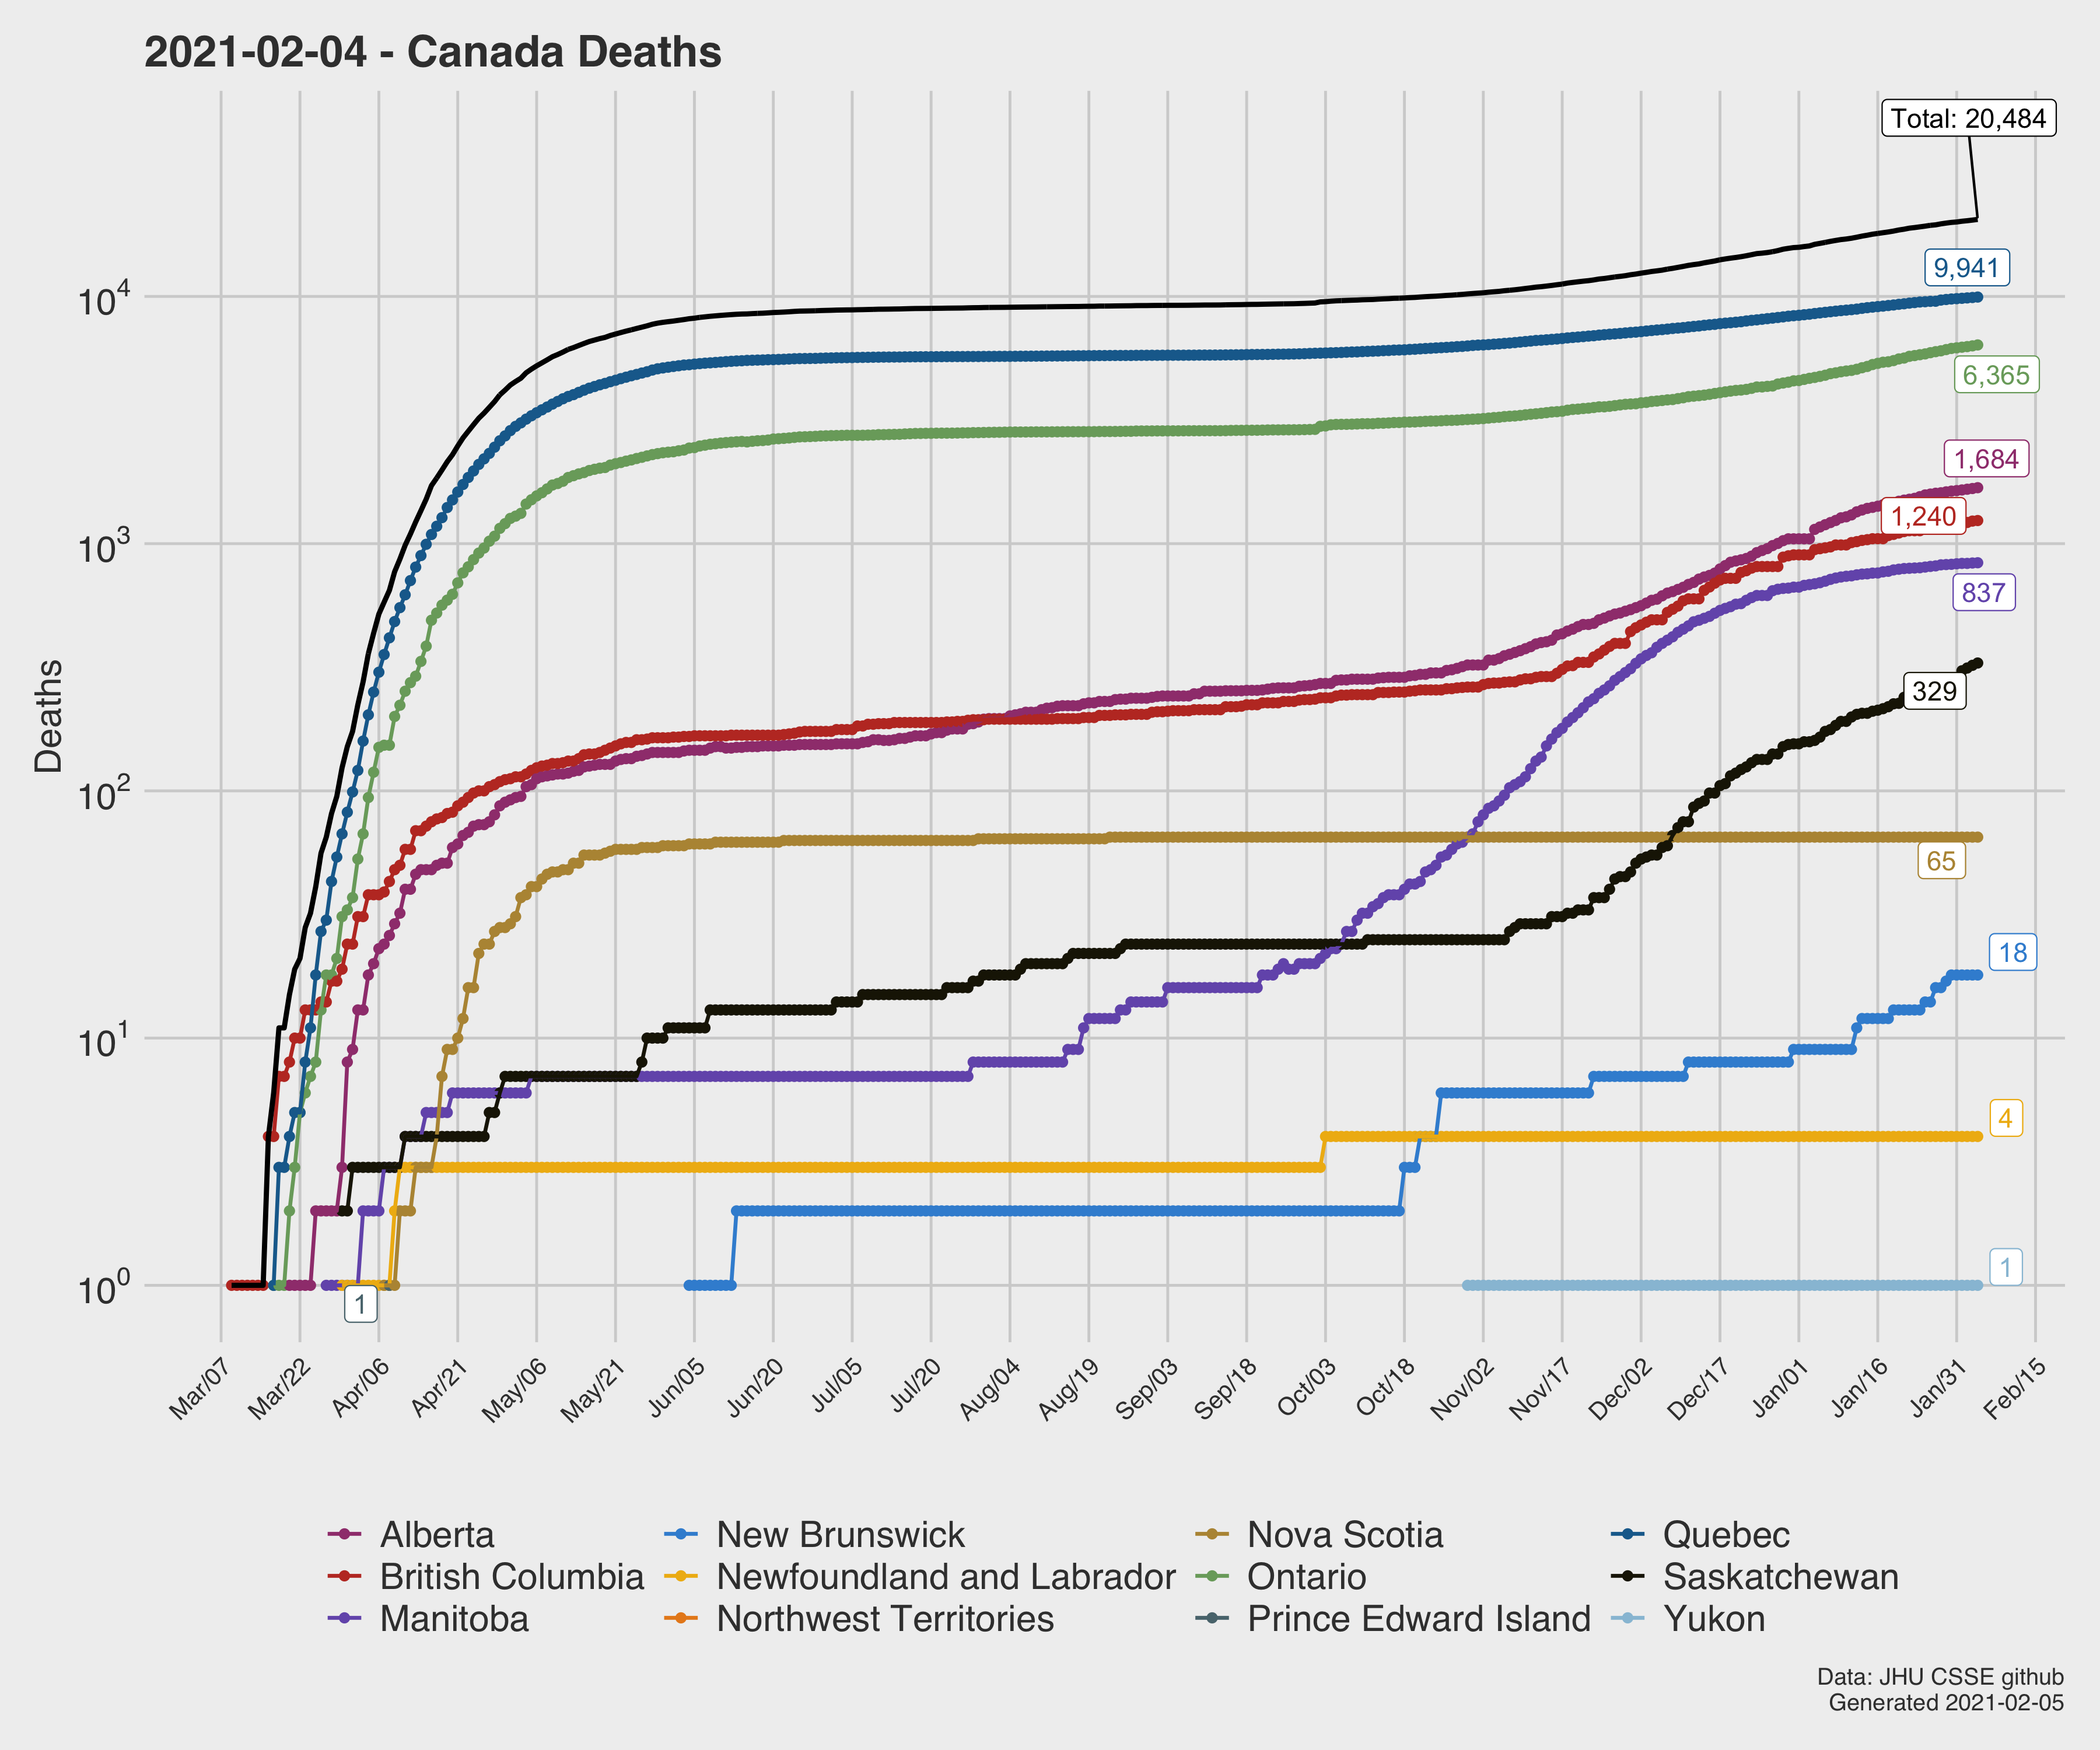 2021-02-04 - Canada Deaths
Total: 20,484
9,941
6,365
1,684
1,240
837
329
65
18
4
1
1
Deaths
10⁴
10³
10²
10¹
10⁰
Mar/07 Mar/22 Apr/06 Apr/21 May/06 May/21 Jun/05 Jun/20 Jul/05 Jul/20 Aug/04 Aug/19 Sep/03 Sep/18 Oct/03 Oct/18 Nov/02 Nov/17 Dec/02 Dec/17 Jan/01 Jan/16 Jan/31 Feb/15
Alberta New Brunswick Nova Scotia Quebec
British Columbia Newfoundland and Labrador Ontario Saskatchewan
Manitoba Northwest Territories Prince Edward Island Yukon
Data: JHU CSSE github
Generated 2021-02-05